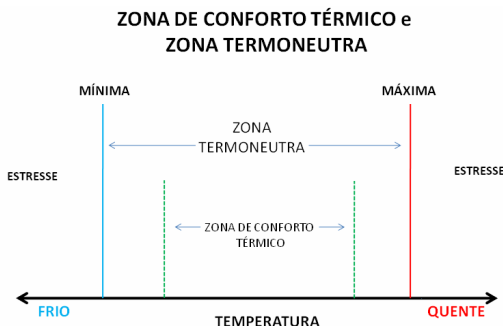 ZONA DE CONFORTO TÉRMICO e
ZONA TERMONEUTRA
MÍNIMA
MÁXIMA
ZONA
TERMONEUTRA
ESTRESSE
ESTRESSE
ZONA DE CONFORTO
TÉRMICO
FRIO
TEMPERATURA
QUENTE